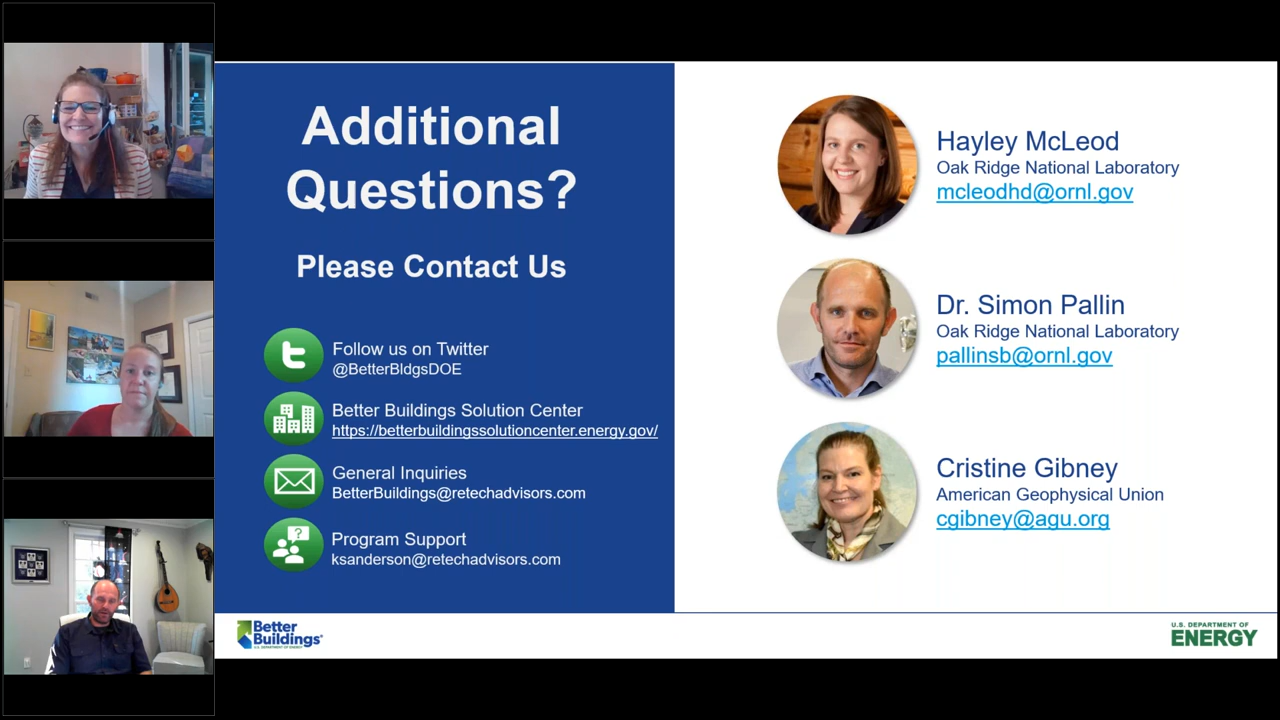 Additional
Questions?
Please Contact Us
Follow us on Twitter
@BetterBldgsDOE
Better Buildings Solution Center
https://betterbuildingssolutioncenter.energy.gov/
General Inquiries
BetterBuildings@retechadvisors.com
Program Support
ksanderson@retechadvisors.com
Hayley McLeod
Oak Ridge National Laboratory
mcleodhd@ornl.gov
Dr. Simon Pallin
Oak Ridge National Laboratory
pallinsb@ornl.gov
Cristine Gibney
American Geophysical Union
cgibney@agu.org
Better
Buildings®
U.S. DEPARTMENT OF ENERGY
U.S. DEPARTMENT OF
ENERGY